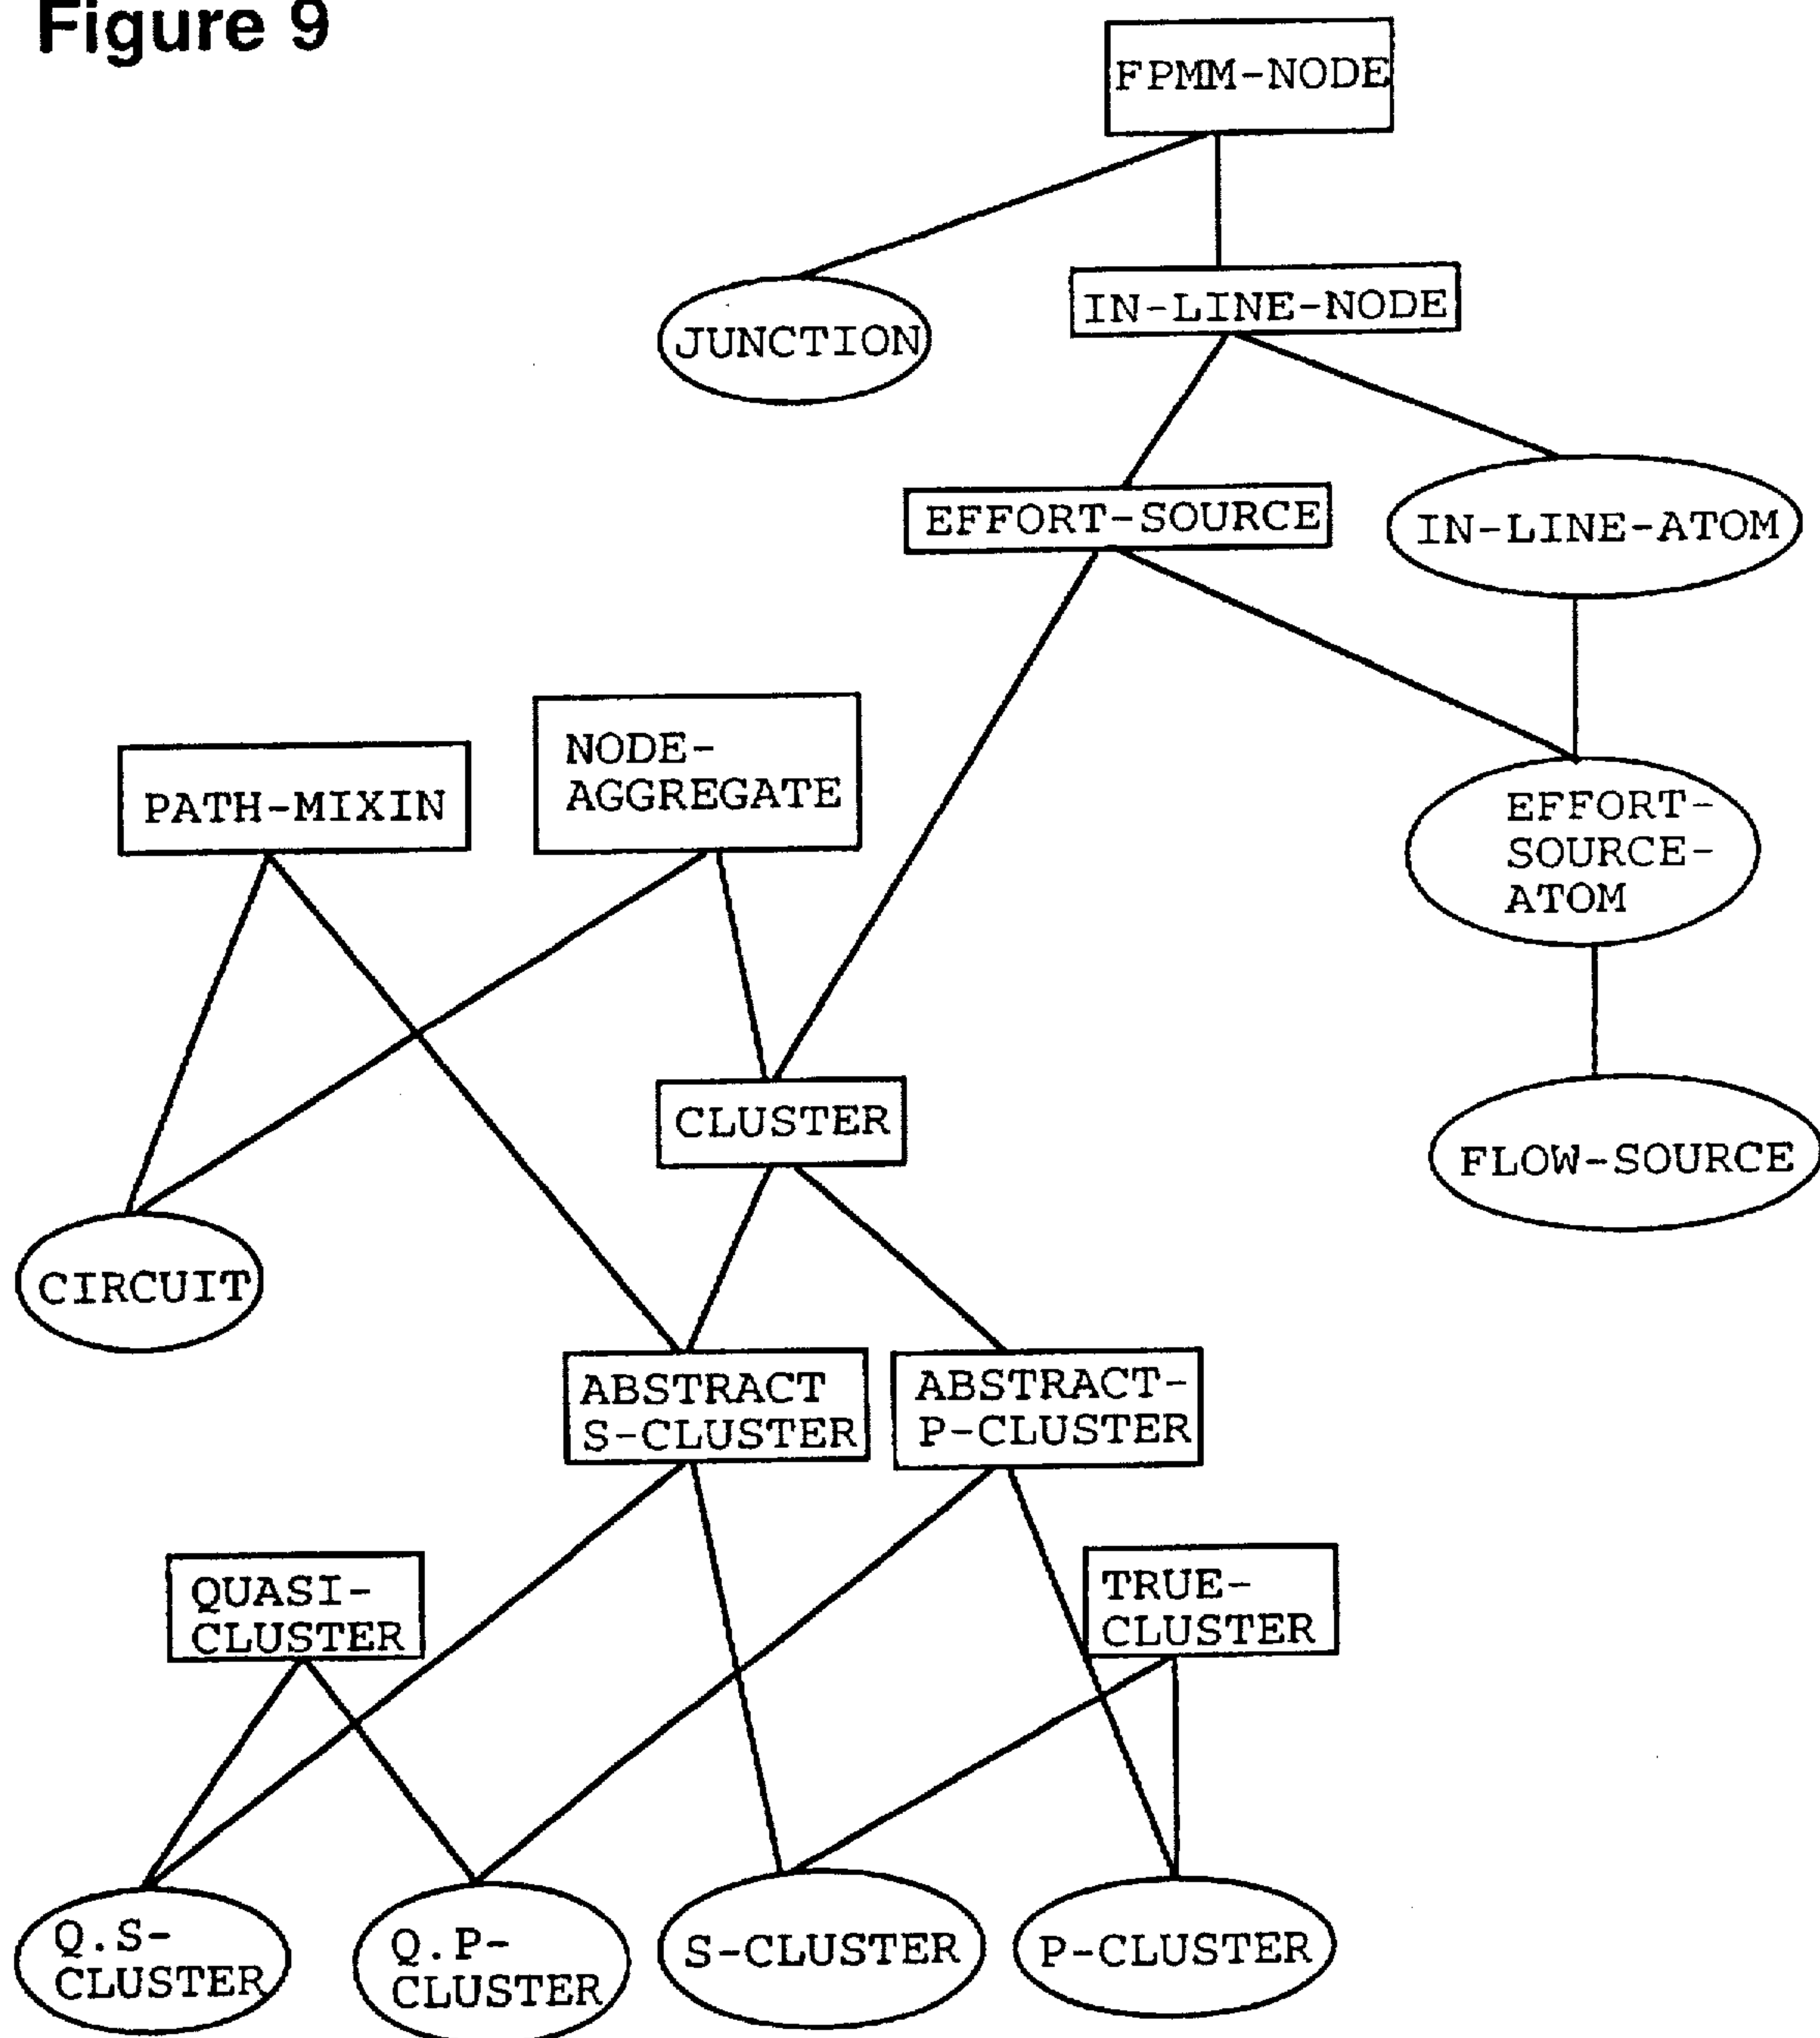 Figure 9
FPMM-NODE
JUNCTION
IN-LINE-NODE
EFFORT-SOURCE
IN-LINE-ATOM
PATH-MIXIN
NODE-
AGGREGATE
EFFORT-
SOURCE-
ATOM
CLUSTER
FLOW-SOURCE
CIRCUIT
ABSTRACT
S-CLUSTER
ABSTRACT-
P-CLUSTER
QUASI-
CLUSTER
TRUE-
CLUSTER
Q.S-
CLUSTER
Q.P-
CLUSTER
S-CLUSTER
P-CLUSTER